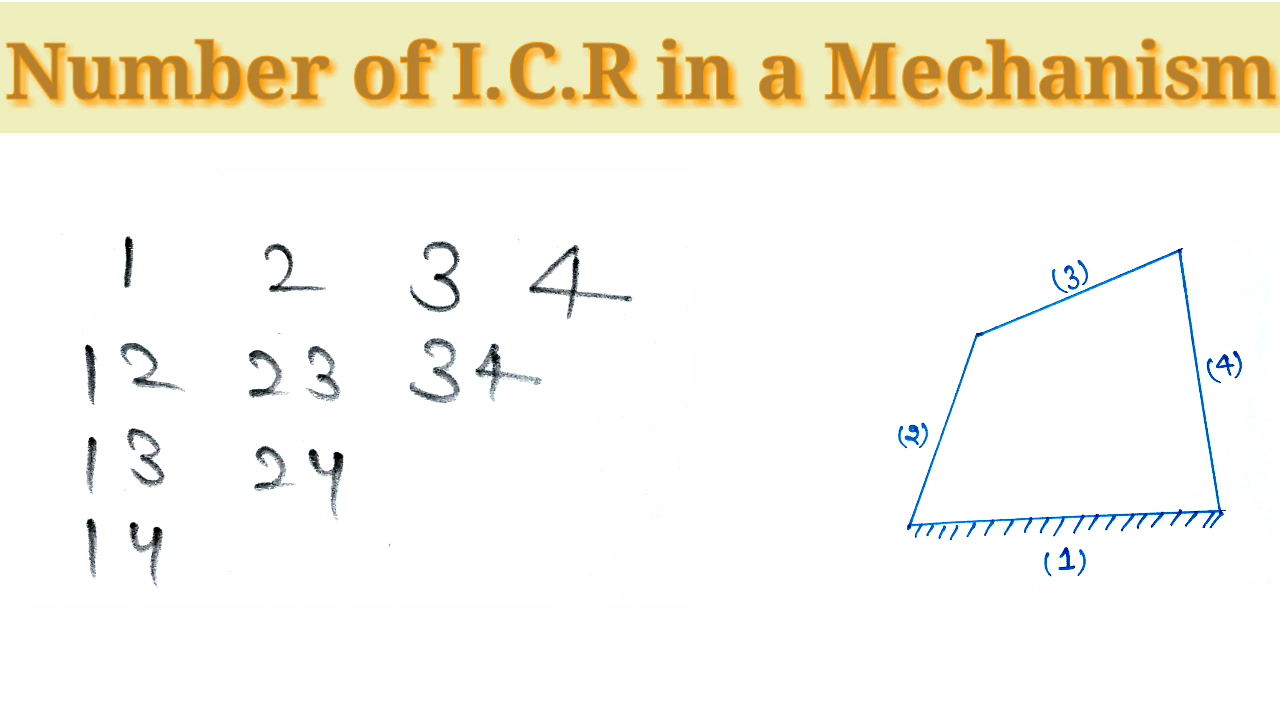 Number of I.C.R in a Mechanism
1 2 3 4
12 23 34
13 24
14
(3)
(4)
(2)
(1)